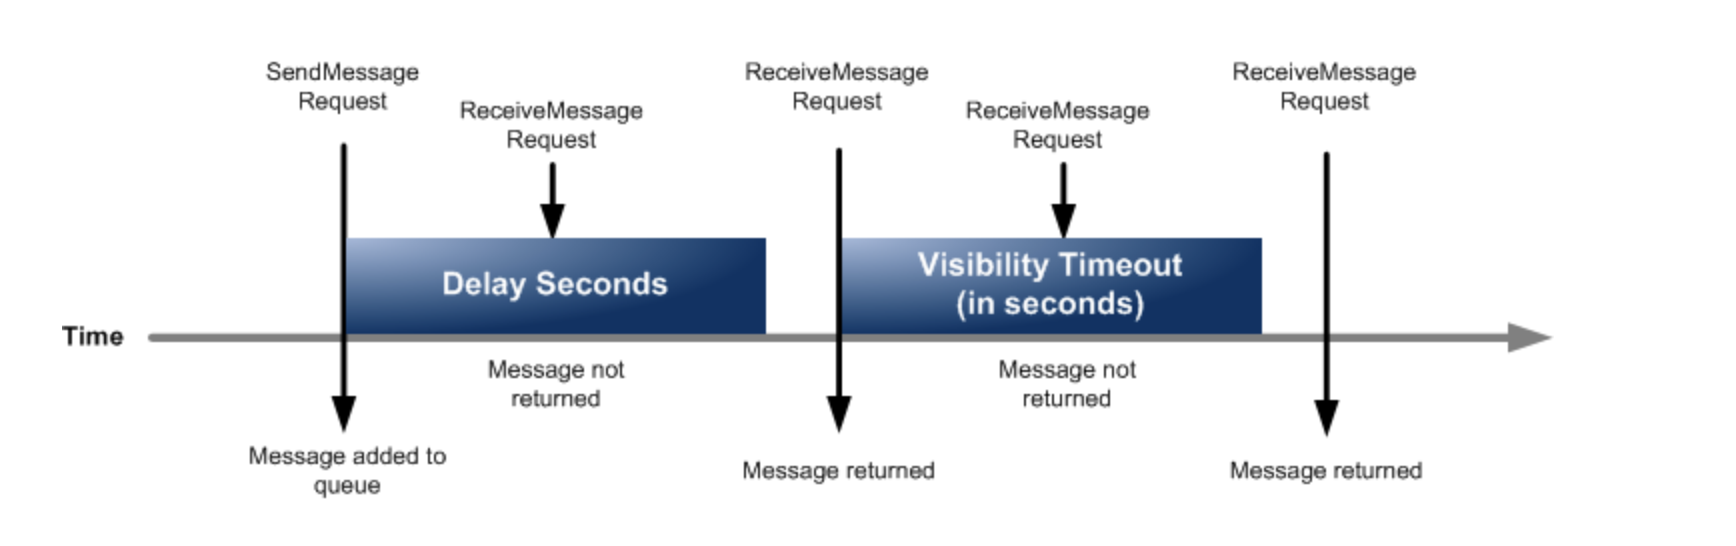 SendMessage
Request
ReceiveMessage
Request
ReceiveMessage
Request
ReceiveMessage
Request
ReceiveMessage
Request
Delay Seconds
Visibility Timeout
(in seconds)
Time
Message not
returned
Message not
returned
Message added to
queue
Message returned
Message returned